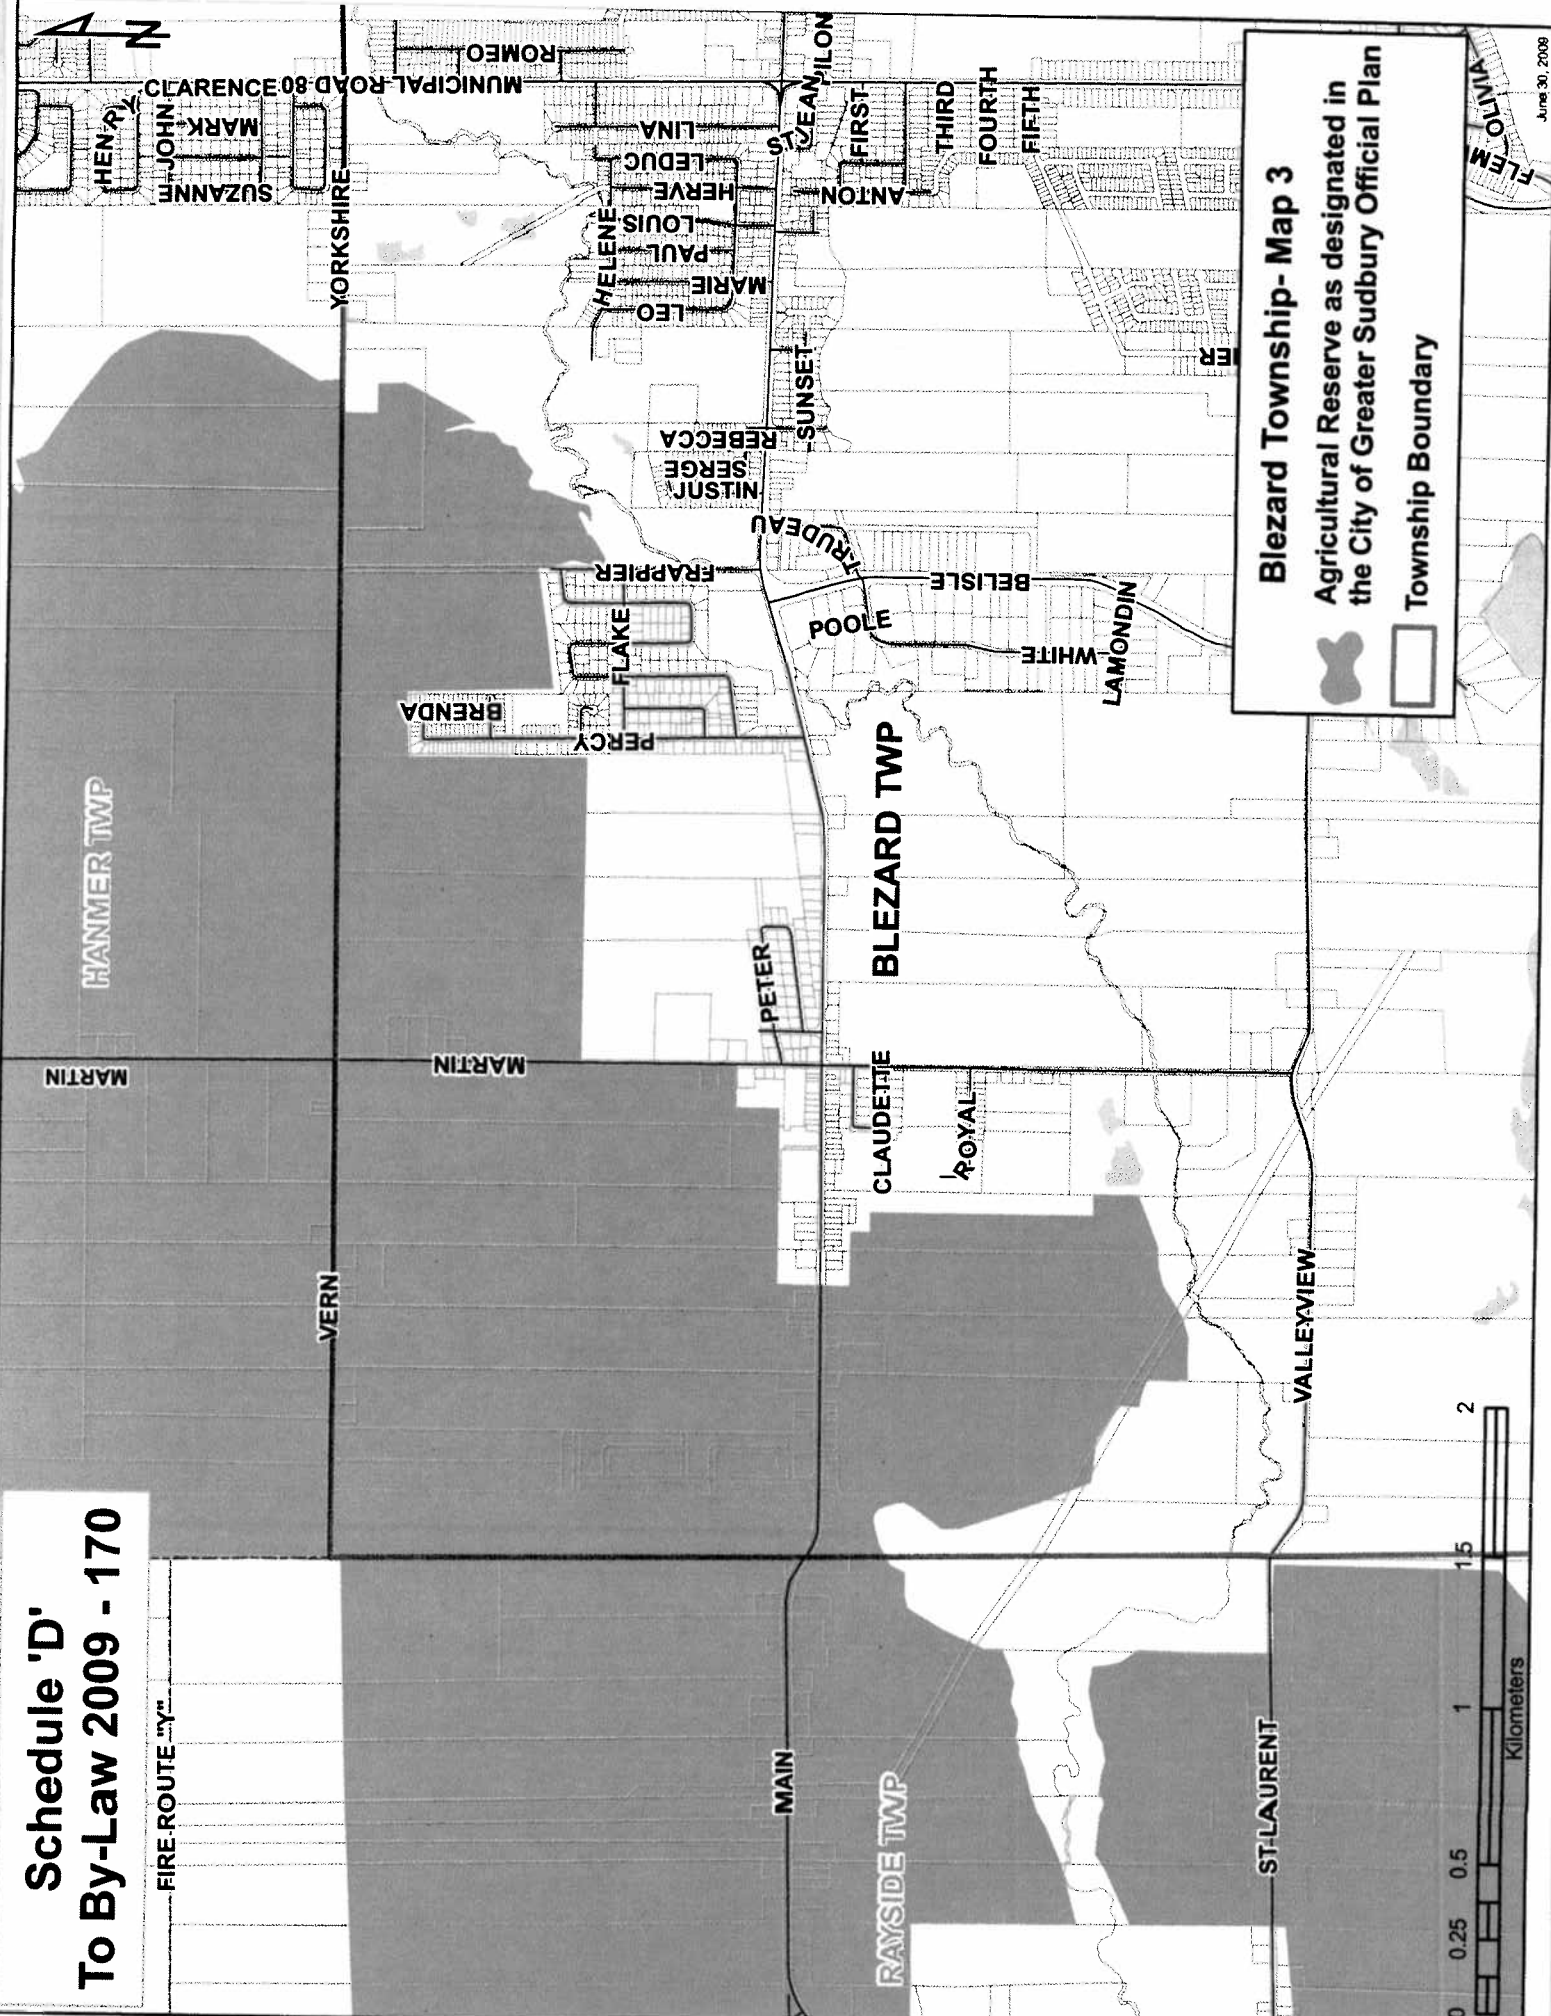 Schedule 'D'
To By-Law 2009 - 170
FIRE ROUTE "Y"
HANMER TWP
MARTIN
VERN
YORKSHIRE
HENRY
CLARENCE
JOHN
MARK
SUZANNE
MUNICIPAL ROAD 80
ROMEO
N
MARTIN
BRENDA
PERCY
FLAKE
FRAPPIER
HELENE
LINA
LEDUC
HERVE
LOUIS
PAUL
MARIE
LEO
REBECCA
SERGE
JUSTIN
SUNSET
ST JEAN
PILON
FIRST
THIRD
FOURTH
FIFTH
ANTON
TRUDEAU
POOLE
BELISLE
WHITE
LAMONDIN
PETER
BLEZARD TWP
CLAUDETTE
ROYAL
MAIN
RAYSIDE TWP
ST LAURENT
VALLEYVIEW
IER
OLIVIA
FLEM
Blezard Township- Map 3
Agricultural Reserve as designated in
the City of Greater Sudbury Official Plan
Township Boundary
0 0.25 0.5 1 1.5 2
Kilometers
June 30, 2009